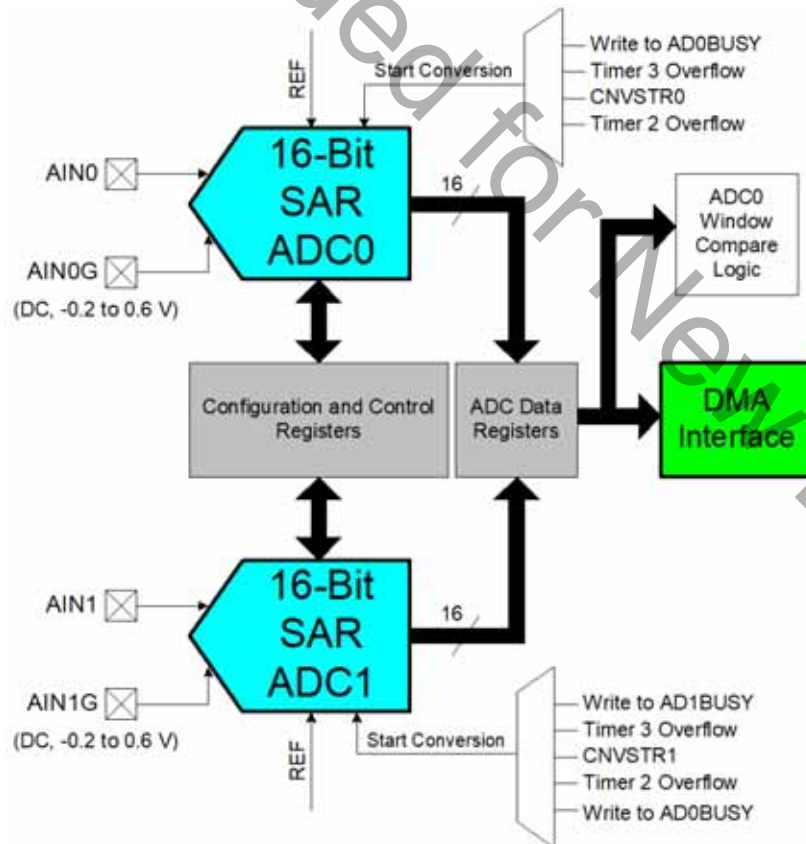 ded for New
REF
Start Conversion
Write to AD0BUSY
Timer 3 Overflow
CNVSTR0
Timer 2 Overflow
AIN0
16-Bit
SAR
ADC0
16
ADC0
Window
Compare
Logic
AIN0G
(DC, -0.2 to 0.6 V)
Configuration and Control
Registers
ADC Data
Registers
DMA
Interface
AIN1
16-Bit
SAR
ADC1
16
AIN1G
(DC, -0.2 to 0.6 V)
REF
Start Conversion
Write to AD1BUSY
Timer 3 Overflow
CNVSTR1
Timer 2 Overflow
Write to AD0BUSY